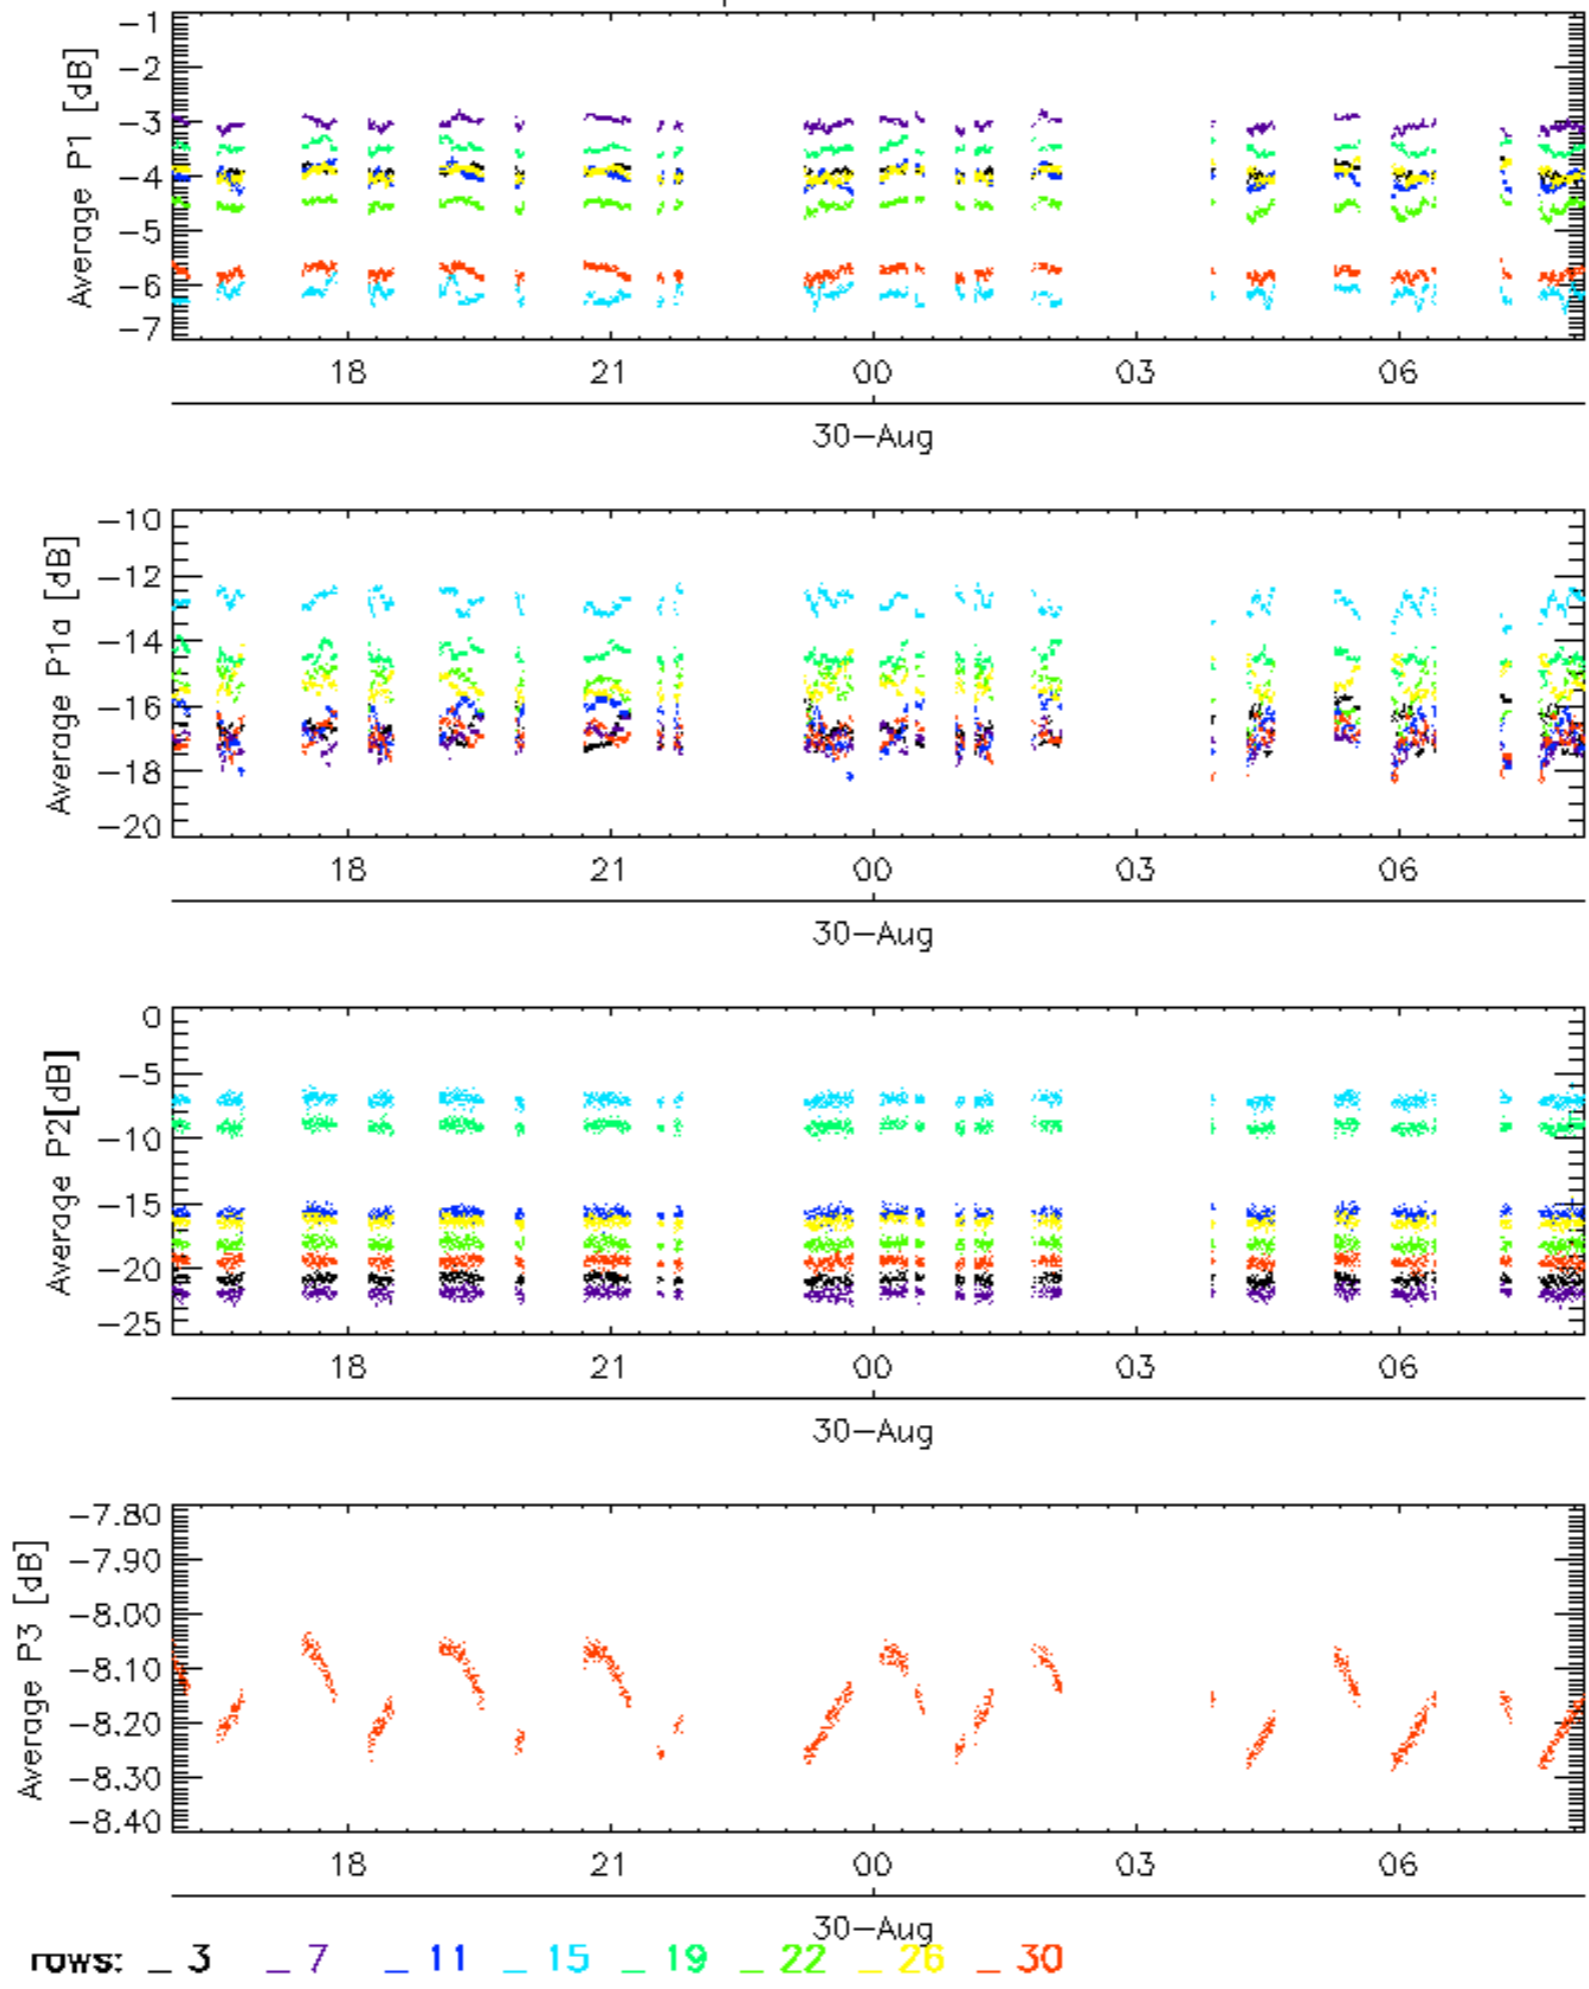 Average P1 [dB]
-1
-2
-3
-4
-5
-6
-7
18 21 00 03 06
30-Aug
Average P1a [dB]
-10
-12
-14
-16
-18
-20
18 21 00 03 06
30-Aug
Average P2[dB]
0
-5
-10
-15
-20
-25
18 21 00 03 06
30-Aug
Average P3 [dB]
-7.80
-7.90
-8.00
-8.10
-8.20
-8.30
-8.40
18 21 00 03 06
30-Aug
rows: _ 3 _ 7 _ 11 _ 15 _ 19 _ 22 _ 26 _ 30